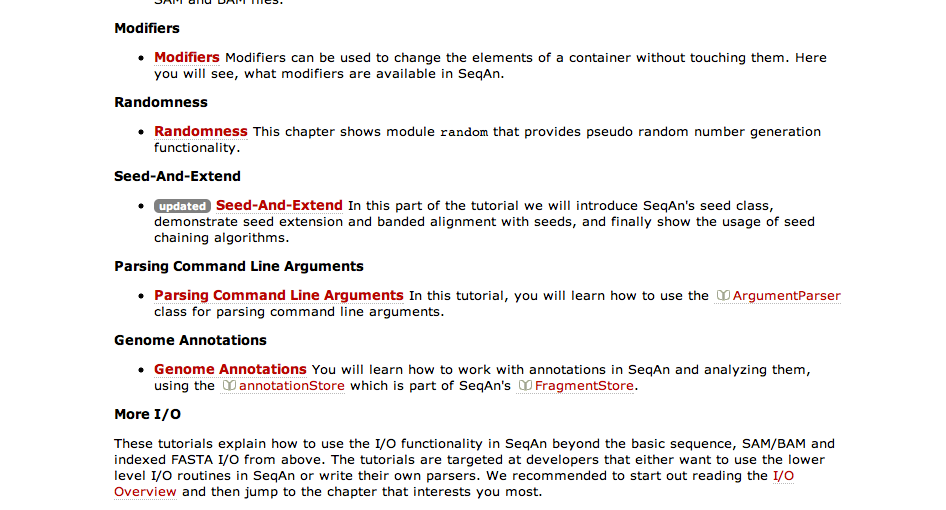 SAM and BAM files.
Modifiers
Modifiers Modifiers can be used to change the elements of a container without touching them. Here
you will see, what modifiers are available in SeqAn.
Randomness
Randomness This chapter shows module random that provides pseudo random number generation
functionality.
Seed-And-Extend
updated Seed-And-Extend In this part of the tutorial we will introduce SeqAn's seed class,
demonstrate seed extension and banded alignment with seeds, and finally show the usage of seed
chaining algorithms.
Parsing Command Line Arguments
Parsing Command Line Arguments In this tutorial, you will learn how to use the ArgumentParser
class for parsing command line arguments.
Genome Annotations
Genome Annotations You will learn how to work with annotations in SeqAn and analyzing them,
using the annotationStore which is part of SeqAn's FragmentStore.
More I/O
These tutorials explain how to use the I/O functionality in SeqAn beyond the basic sequence, SAM/BAM and
indexed FASTA I/O from above. The tutorials are targeted at developers that either want to use the lower
level I/O routines in SeqAn or write their own parsers. We recommended to start out reading the I/O
Overview and then jump to the chapter that interests you most.